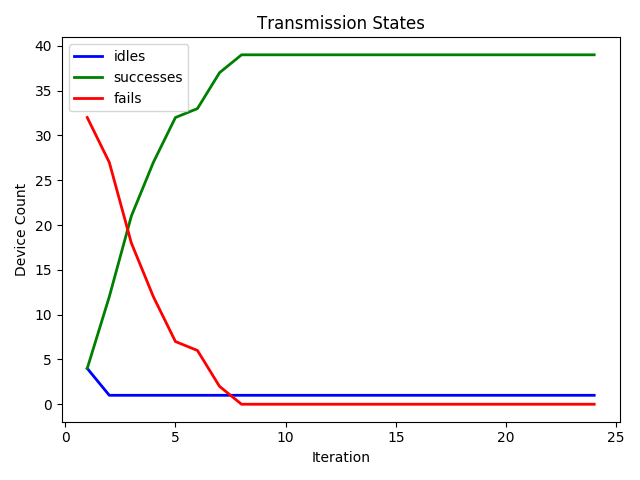 Transmission States
idles
successes
fails
Device Count
40
35
30
25
20
15
10
5
0
0 5 10 15 20 25
Iteration